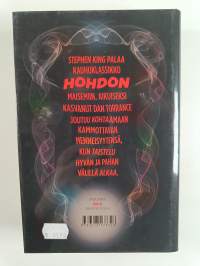 STEPHEN KING PALAA
KAUHUKLASSIKKO
HOHDON
MAISEMIIN. AIKUISEKSI
KASVANUT DAN TORRANCE
JOUTUU KOHTAAMAAN
KAMMOTTAVAN
MENNEISYYTENSÄ,
KUN TAISTELU
HYVÄN JA PAHAN
VÄLILLÄ ALKAA.